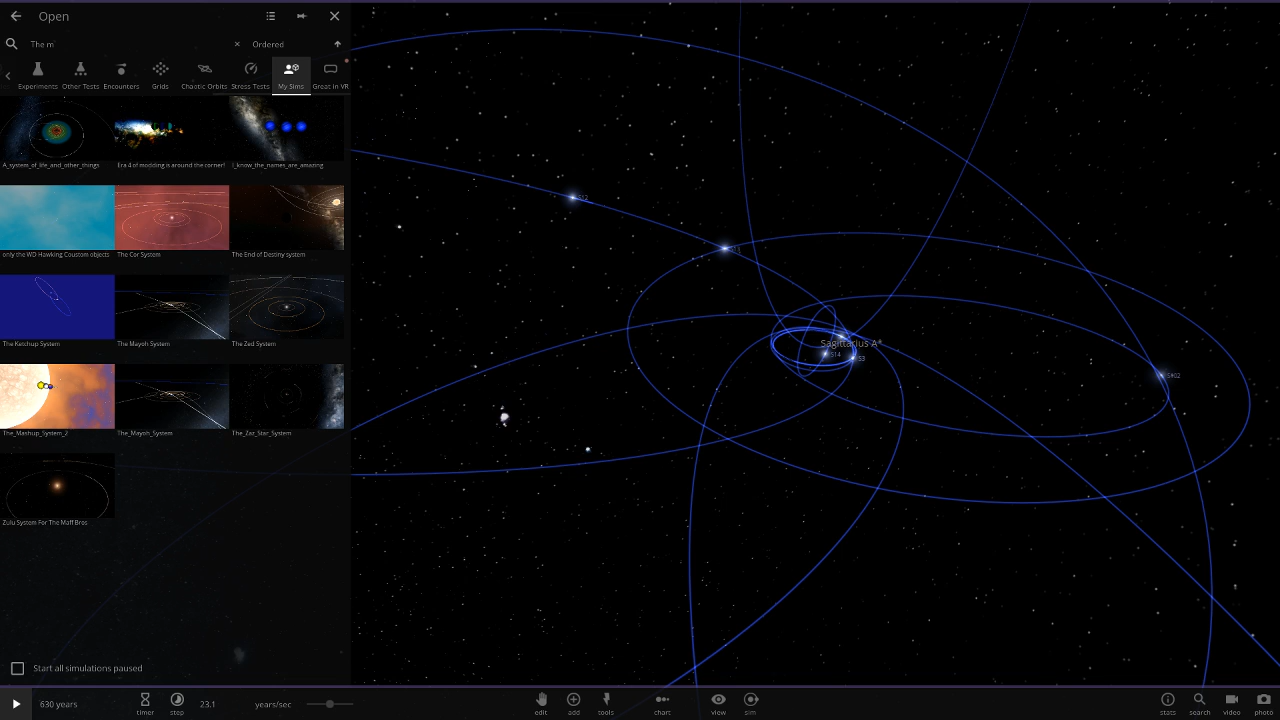 Open
The m
Ordered
Experiments Other Tests Encounters Grids Chaotic Orbits Stress Tests My Sims Great in VR
A_system_of_life_and_other_things Era 4 of modding is around the corner! I_know_the_names_are_amazing
only the WD Hawking Coustom objects The Cor System The End of Destiny system
The Ketchup System The Mayoh System The Zed System
The_Mashup_System_2 The_Mayoh_System The_Zaz_Star_System
Zulu System For The Maff Bros
Start all simulations paused
Sagittarius A*
S14
S3
630 years timer step 23.1 years/sec edit add tools chart view sim stats search video photo